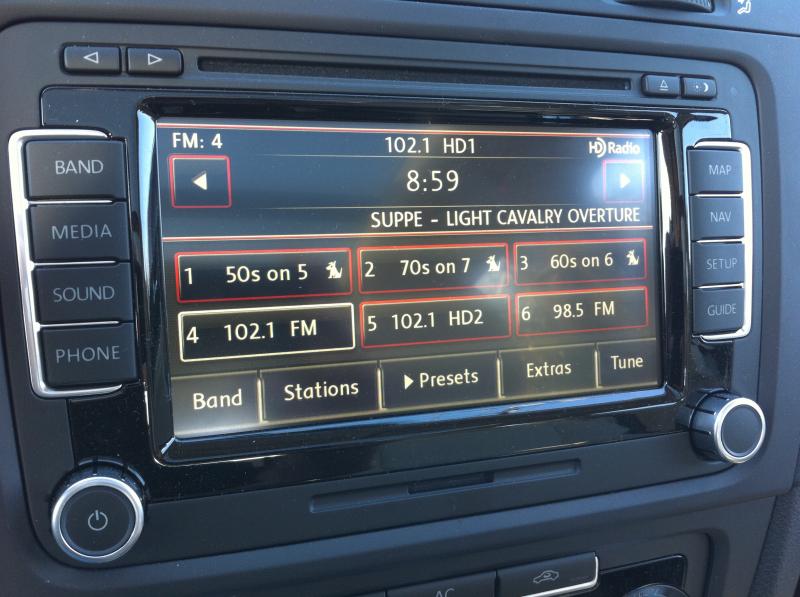 FM: 4 102.1 HD1 HD Radio
8:59
SUPPE - LIGHT CAVALRY OVERTURE
1 50s on 5 2 70s on 7 3 60s on 6
4 102.1 FM 5 102.1 HD2 6 98.5 FM
Band Stations Presets Extras Tune
BAND
MEDIA
SOUND
PHONE
MAP
NAV
SETUP
GUIDE
AC